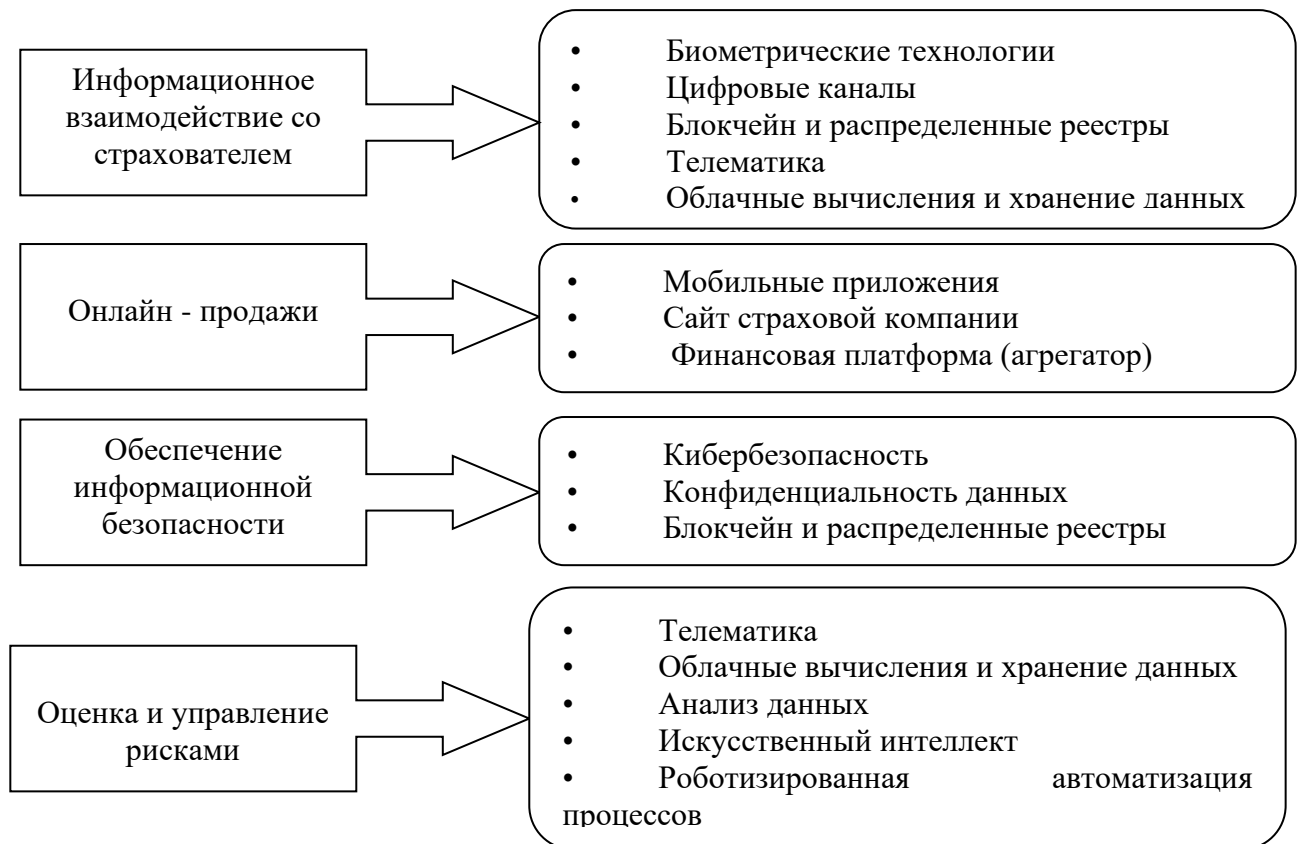 Информационное
взаимодействие со
страхователем
• Биометрические технологии
• Цифровые каналы
• Блокчейн и распределенные реестры
• Телематика
• Облачные вычисления и хранение данных
Онлайн - продажи
• Мобильные приложения
• Сайт страховой компании
• Финансовая платформа (агрегатор)
Обеспечение
информационной
безопасности
• Кибербезопасность
• Конфиденциальность данных
• Блокчейн и распределенные реестры
Оценка и управление
рисками
• Телематика
• Облачные вычисления и хранение данных
• Анализ данных
• Искусственный интеллект
• Роботизированная автоматизация
процессов